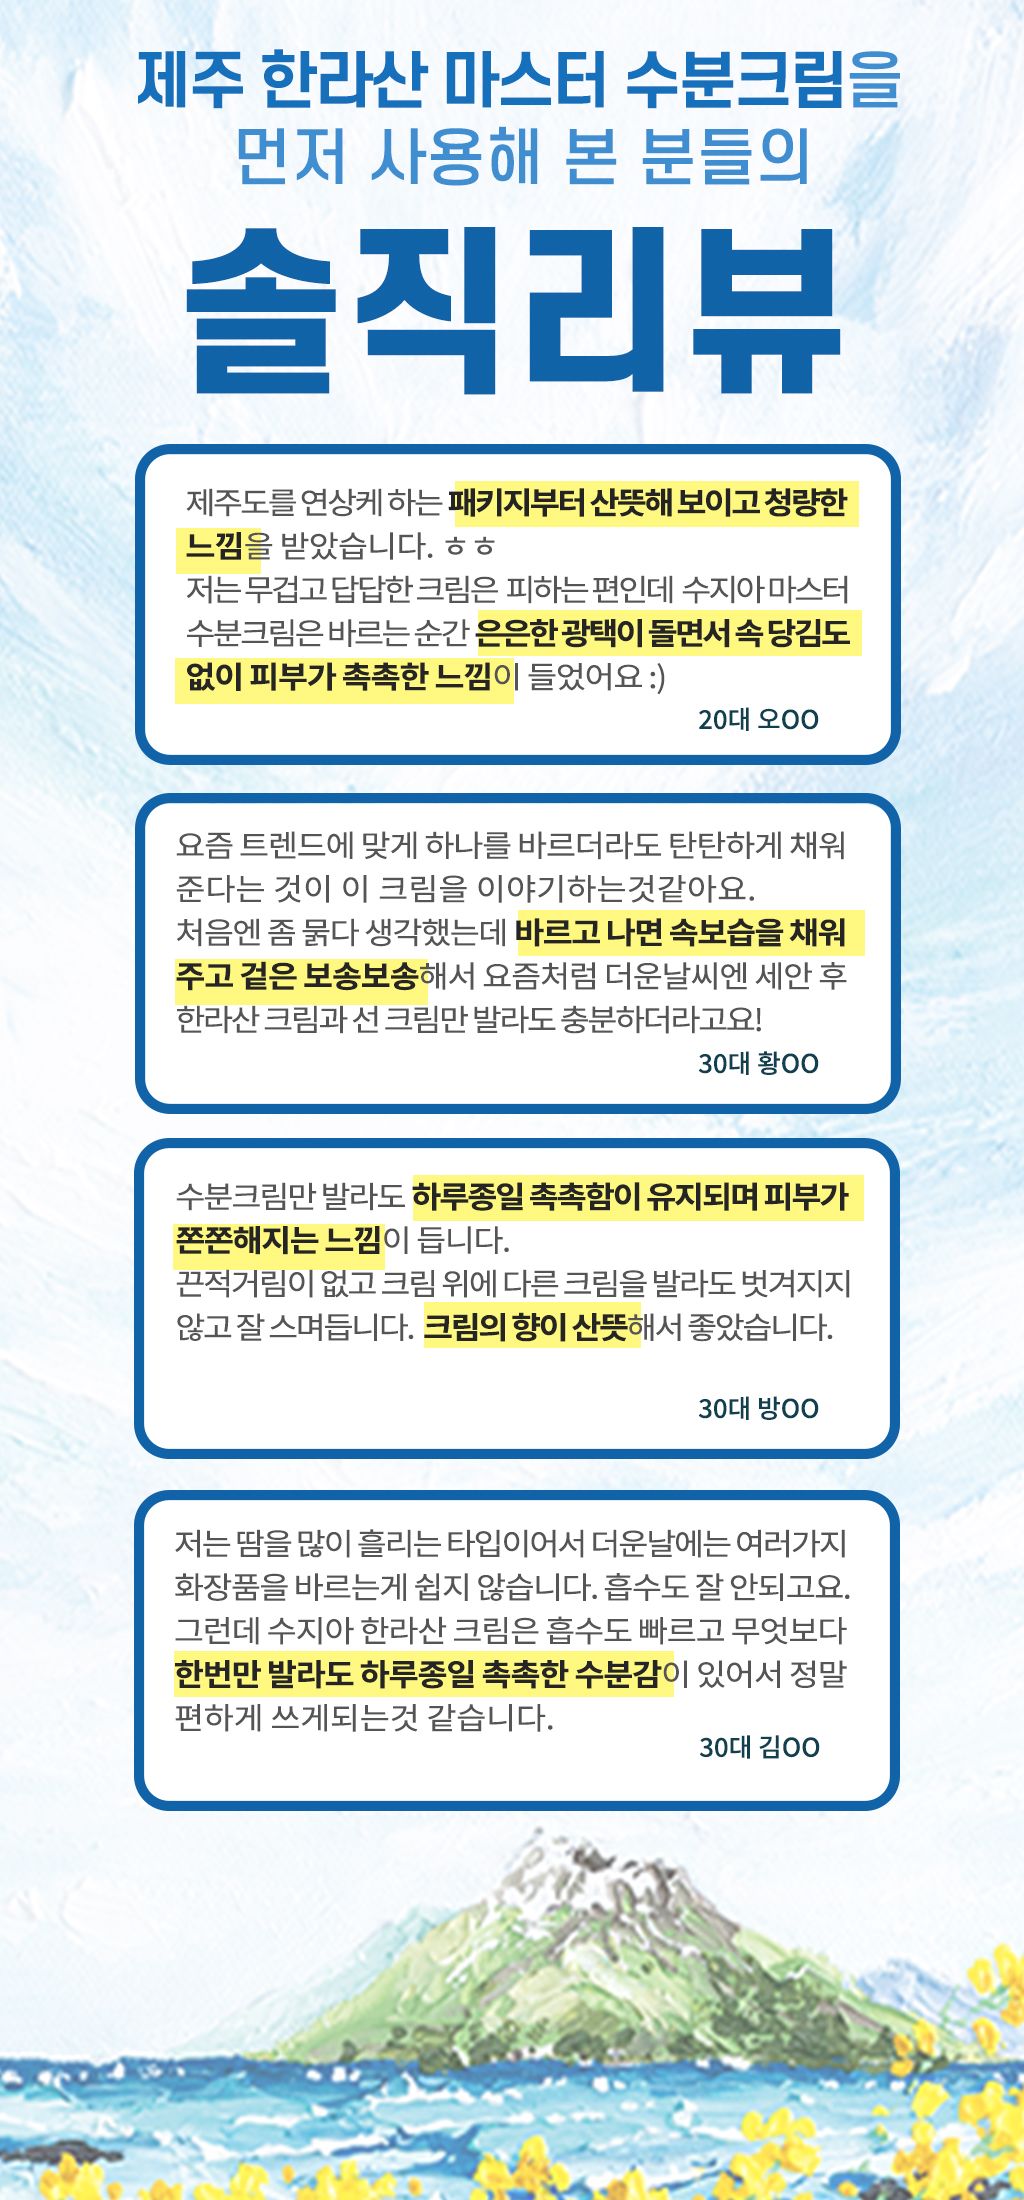 제주 한라산 마스터 수분크림을
먼저 사용해 본 분들의
솔직리뷰
제주도를 연상케 하는 패키지부터 산뜻해 보이고 청량한
느낌을 받았습니다. ㅎㅎ
저는 무겁고 답답한 크림은 피하는 편인데 수지아 마스터
수분크림은 바르는 순간 은은한 광택이 돌면서 속 당김도
없이 피부가 촉촉한 느낌이 들었어요 :)
20대 오OO
요즘 트렌드에 맞게 하나를 바르더라도 탄탄하게 채워
준다는 것이 이 크림을 이야기하는것같아요.
처음엔 좀 묽다 생각했는데 바르고 나면 속보습을 채워
주고 겉은 보송보송해서 요즘처럼 더운날씨엔 세안 후
한라산 크림과 선 크림만 발라도 충분하더라고요!
30대 황OO
수분크림만 발라도 하루종일 촉촉함이 유지되며 피부가
쫀쫀해지는 느낌이 듭니다.
끈적거림이 없고 크림 위에 다른 크림을 발라도 벗겨지지
않고 잘 스며듭니다. 크림의 향이 산뜻해서 좋았습니다.
30대 방OO
저는 땀을 많이 흘리는 타입이어서 더운날에는 여러가지
화장품을 바르는게 쉽지 않습니다. 흡수도 잘 안되고요.
그런데 수지아 한라산 크림은 흡수도 빠르고 무엇보다
한번만 발라도 하루종일 촉촉한 수분감이 있어서 정말
편하게 쓰게되는것 같습니다.
30대 김OO